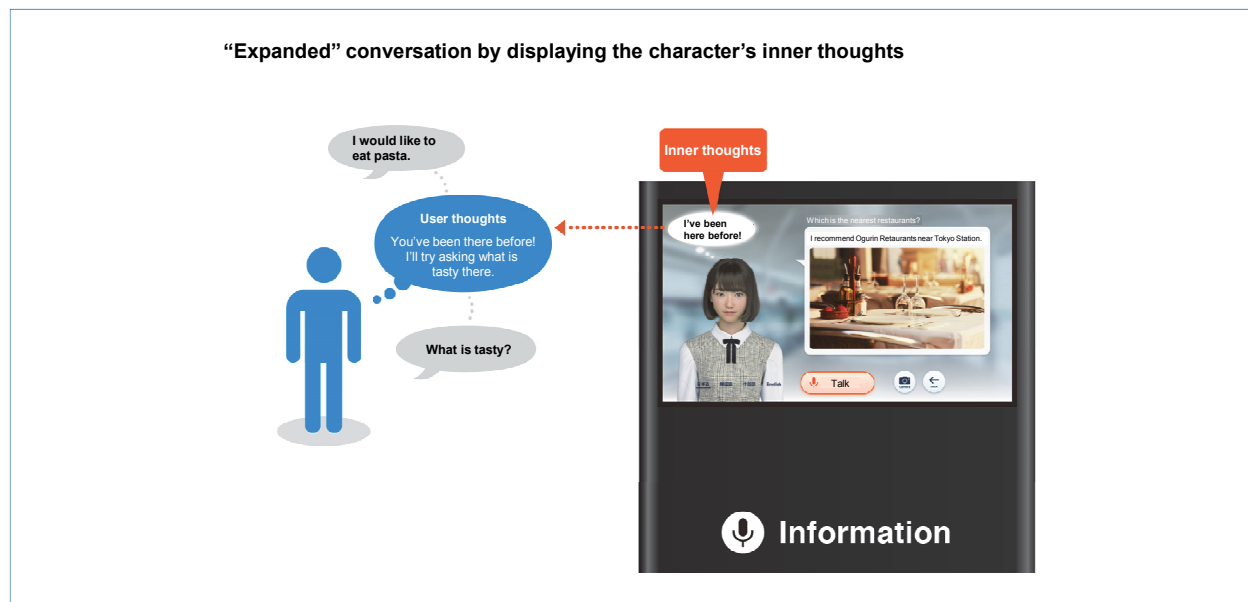 “Expanded” conversation by displaying the character’s inner thoughts
I would like to
eat pasta.
User thoughts
You’ve been there before!
I’ll try asking what is
tasty there.
What is tasty?
Inner thoughts
I’ve been
here before!
Which is the nearest restaurants?
I recommend Ogurin Retaurants near Tokyo Station.
English
Talk
Information